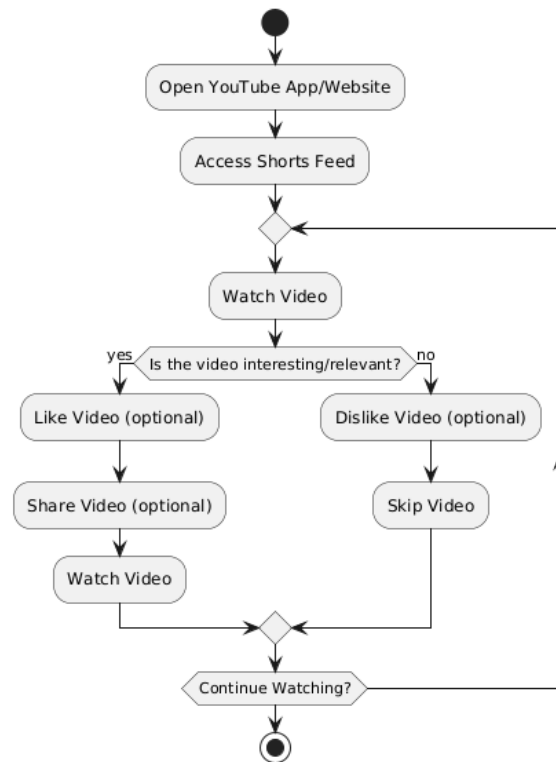 Open YouTube App/Website
Access Shorts Feed
Watch Video
yes
Is the video interesting/relevant?
no
Like Video (optional)
Dislike Video (optional)
Share Video (optional)
Skip Video
Watch Video
Continue Watching?